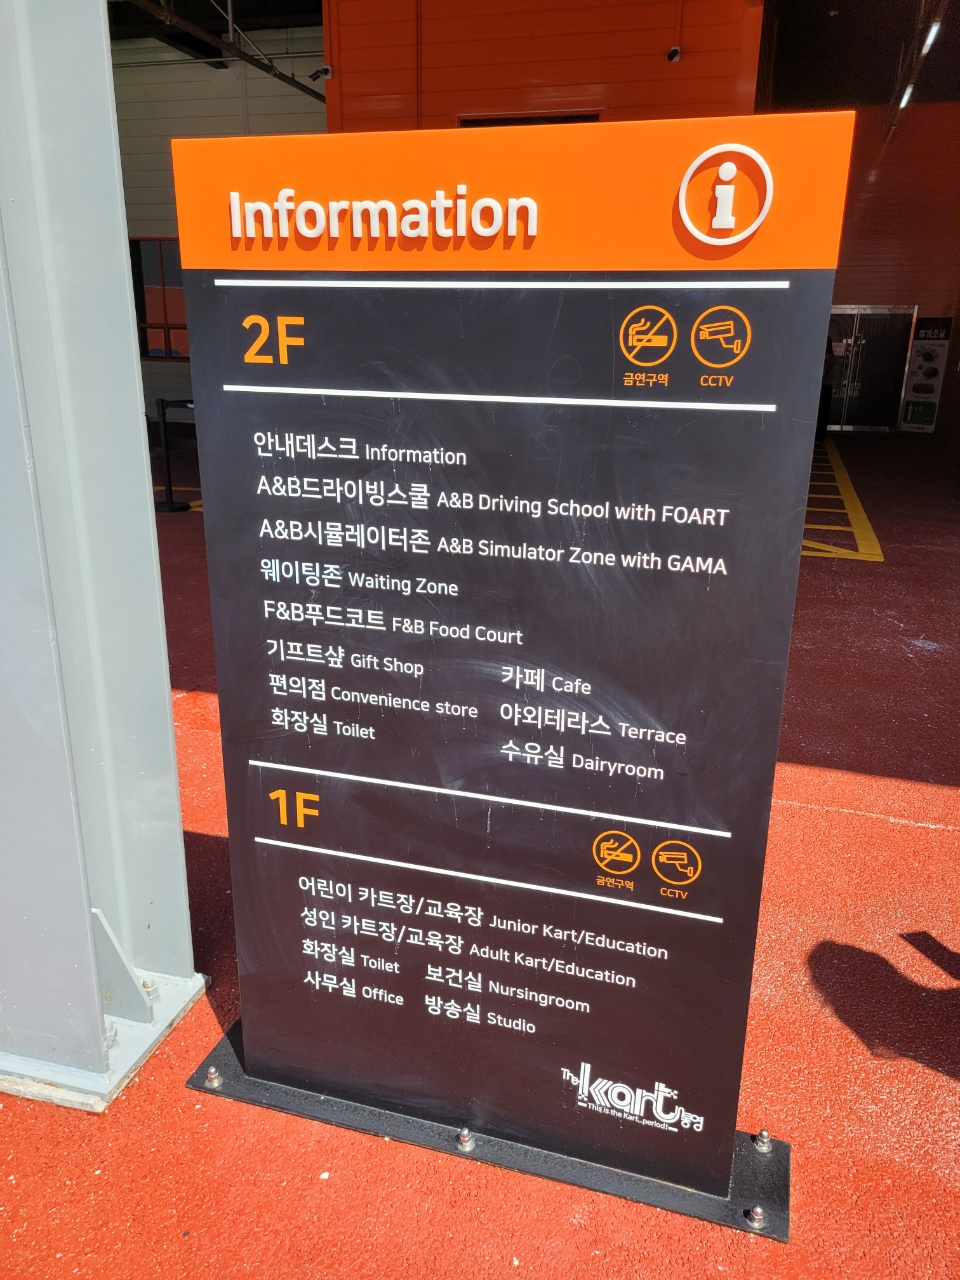 Information
2F
금연구역 CCTV
안내데스크 Information
A&B드라이빙스쿨 A&B Driving School with FOART
A&B시뮬레이터존 A&B Simulator Zone with GAMA
웨이팅존 Waiting Zone
F&B푸드코트 F&B Food Court
기프트샾 Gift Shop
카페 Cafe
편의점 Convenience store
야외테라스 Terrace
화장실 Toilet
수유실 Dairyroom
1F
금연구역 CCTV
어린이 카트장/교육장 Junior Kart/Education
성인 카트장/교육장 Adult Kart/Education
화장실 Toilet 보건실 Nursingroom
사무실 Office 방송실 Studio
The kart 통영
This is the Kart...period!